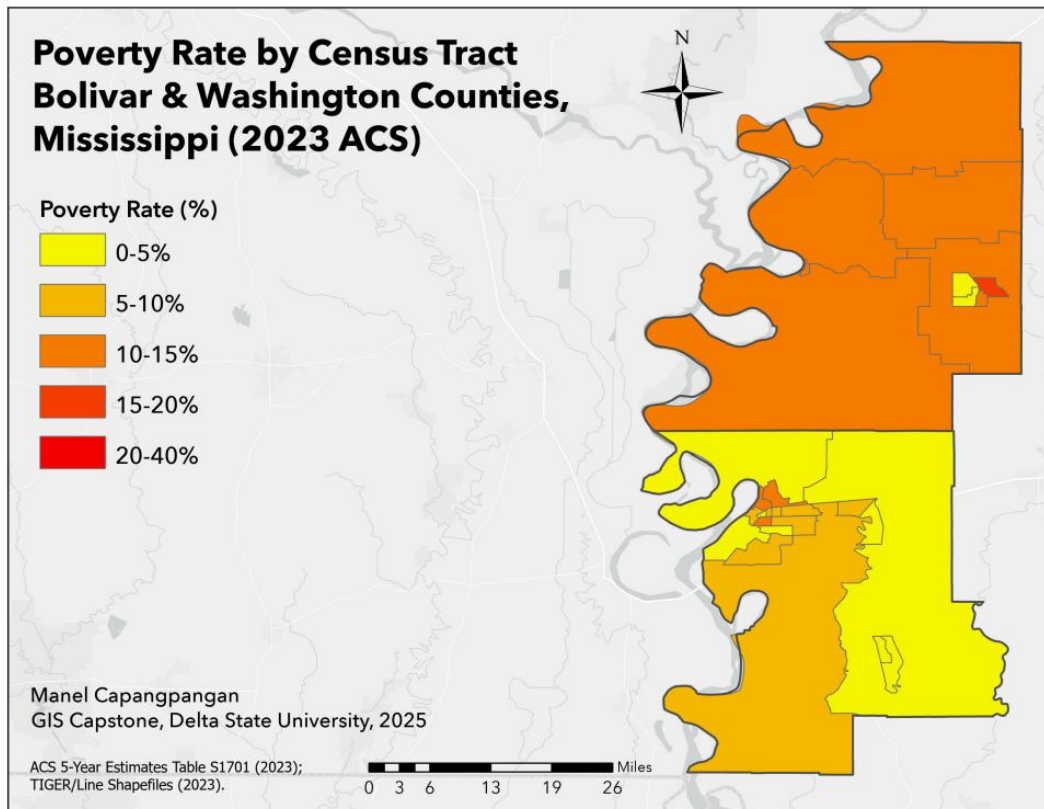 Poverty Rate by Census Tract
Bolivar & Washington Counties,
Mississippi (2023 ACS)
N
Poverty Rate (%)
0-5%
5-10%
10-15%
15-20%
20-40%
Manel Capangpangan
GIS Capstone, Delta State University, 2025
ACS 5-Year Estimates Table S1701 (2023);
TIGER/Line Shapefiles (2023).
Miles
0 3 6 13 19 26